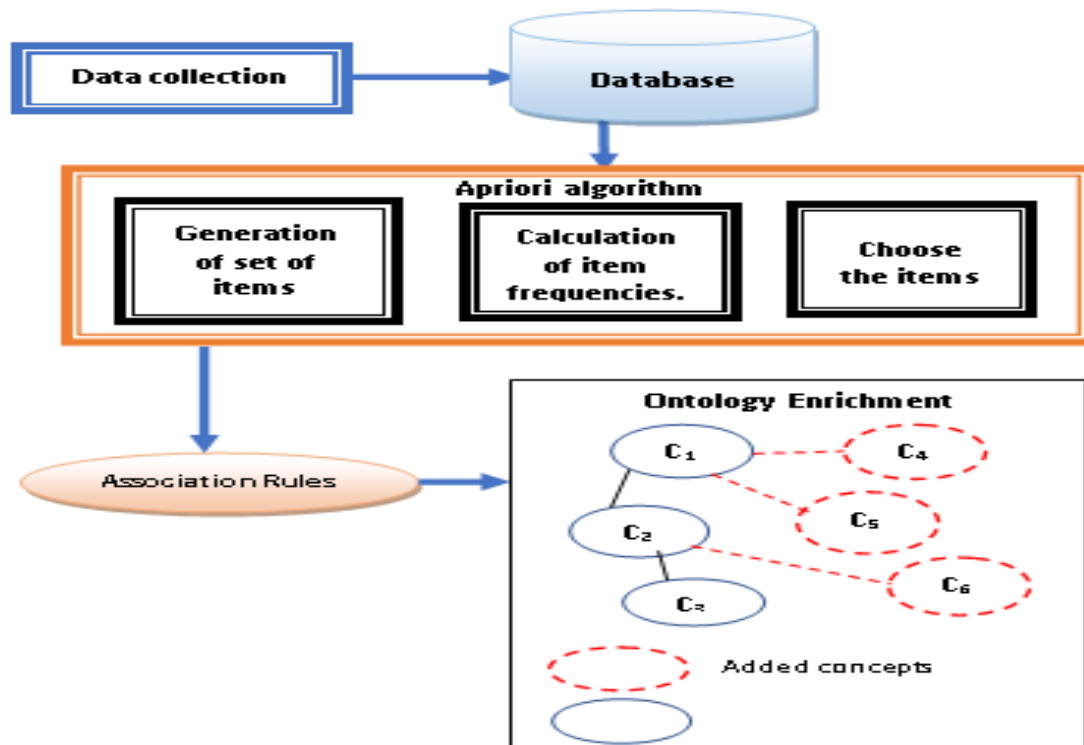 Data collection
Database
Apriori algorithm
Generation
of set of
items
Calculation
of item
frequencies.
Choose
the items
Association Rules
Ontology Enrichment
C₁
C₄
C₅
C₂
C₆
C₃
Added concepts